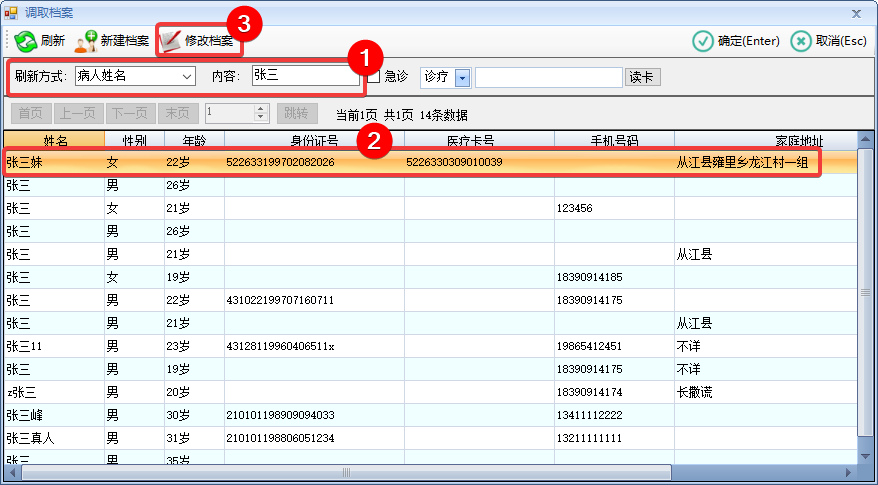 调取档案
刷新 新建档案 修改档案 3 确定(Enter) 取消(Esc)
刷新方式: 病人姓名 内容: 张三 1 急诊 诊疗 读卡
首页 上一页 下一页 末页 1 跳转 当前1页 共1页 14条数据
姓名 性别 年龄 身份证号 2 医疗卡号 手机号码 家庭地址
张三妹 女 22岁 522633199702082026 5226330309010039 从江县雍里乡龙江村一组
张三 男 26岁
张三 女 21岁 123456
张三 男 26岁
张三 男 21岁 从江县
张三 女 19岁 18390914185
张三 男 22岁 431022199707160711 18390914175
张三 男 21岁 从江县
张三11 男 23岁 43128119960406511x 19865412451 不详
张三 男 19岁 18390914175 不详
z张三 男 20岁 18390914174 长撒谎
张三峰 男 30岁 210101198909094033 13411112222
张三真人 男 31岁 210101198806051234 13211111111
张三 男 35岁